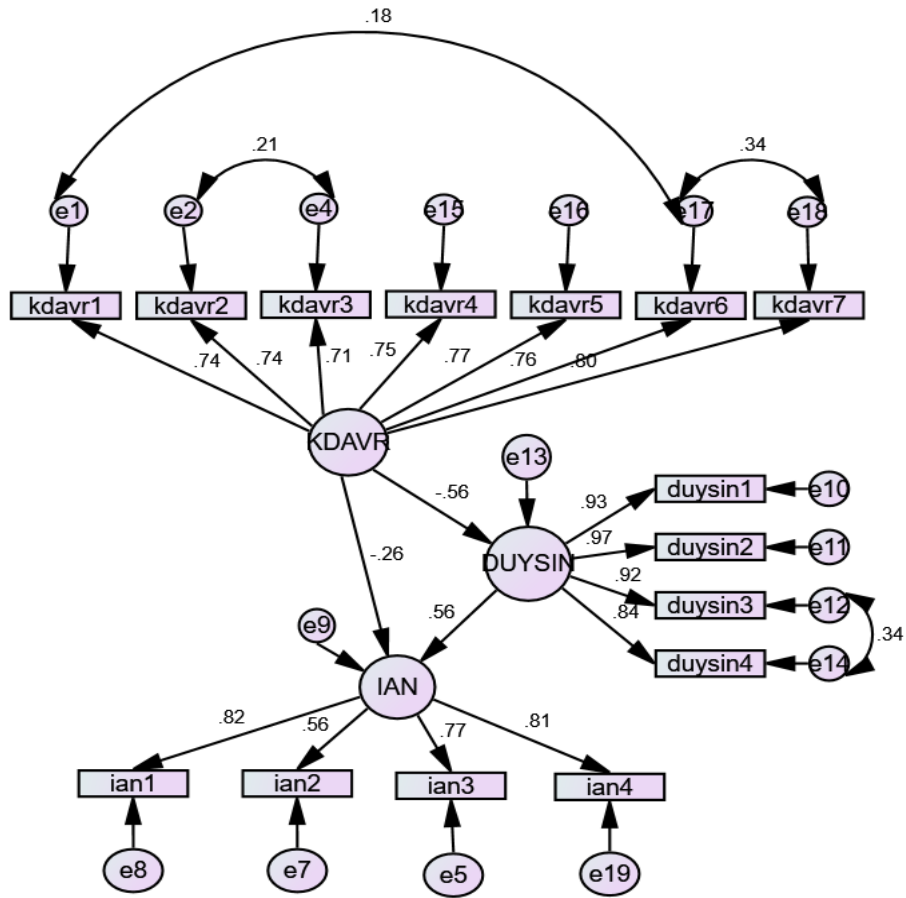 .18
.21
.34
e1 e2 e4 e15 e16 e17 e18
kdavr1 kdavr2 kdavr3 kdavr4 kdavr5 kdavr6 kdavr7
.74 .74 .71 .75 .77 .76 .80
KDAVR
e13
-.56
-.26
DUYSIN
.93
.97
.92
.84
duysin1
duysin2
duysin3
duysin4
e10
e11
e12
e14
.34
.56
e9
IAN
.82 .56 .77 .81
ian1 ian2 ian3 ian4
e8 e7 e5 e19